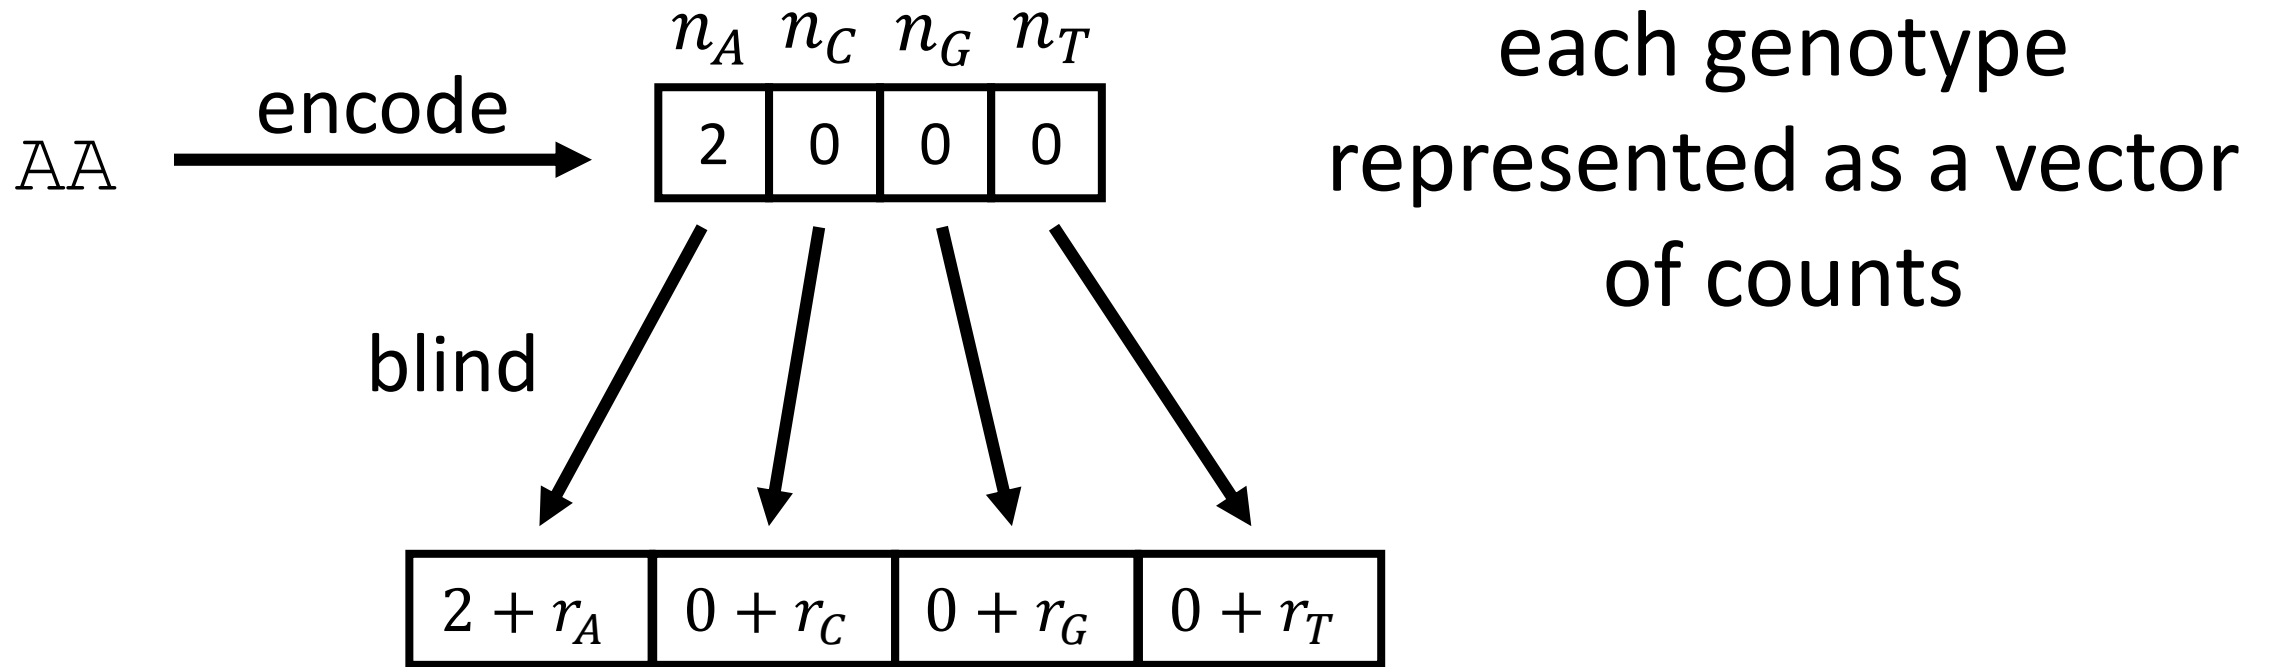 n_A n_C n_G n_T
each genotype
encode
AA
2 0 0 0
represented as a vector
of counts
blind
2 + r_A 0 + r_C 0 + r_G 0 + r_T